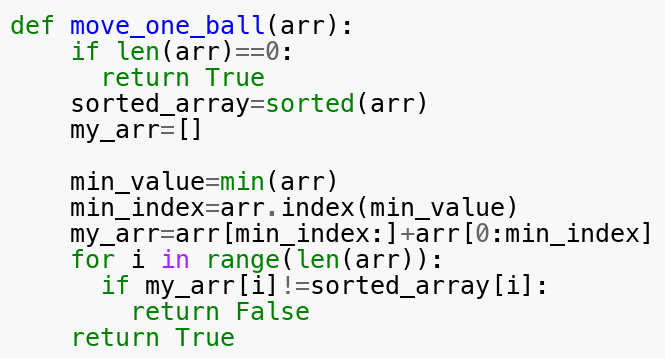 def move_one_ball(arr):
    if len(arr)==0:
      return True
    sorted_array=sorted(arr)
    my_arr=[]

    min_value=min(arr)
    min_index=arr.index(min_value)
    my_arr=arr[min_index:]+arr[0:min_index]
    for i in range(len(arr)):
      if my_arr[i]!=sorted_array[i]:
        return False
    return True